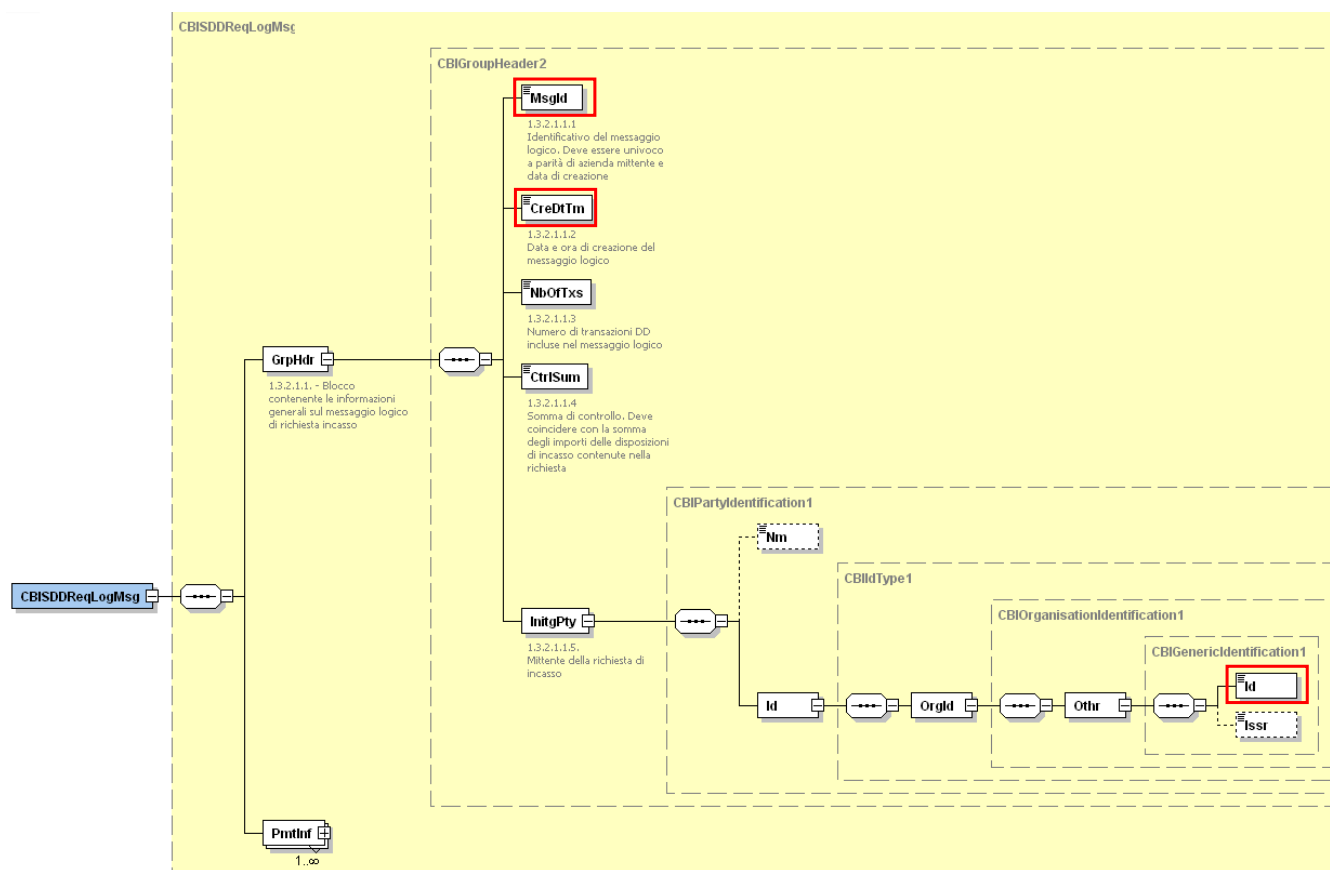 CBISDDReqLogMsg
CBIGroupHeader2
MsgId
1.3.2.1.1.1
Identificativo del messaggio
logico. Deve essere univoco
a parità di azienda mittente e
data di creazione
CreDtTm
1.3.2.1.1.2
Data e ora di creazione del
messaggio logico
NbOfTxs
1.3.2.1.1.3
Numero di transazioni DD
incluse nel messaggio logico
GrpHdr
1.3.2.1.1. - Blocco
contenente le informazioni
generali sul messaggio logico
di richiesta incasso
CtrlSum
1.3.2.1.1.4
Somma di controllo. Deve
coincidere con la somma
degli importi delle disposizioni
di incasso contenute nella
richiesta
CBIPartyIdentification1
Nm
CBIIdType1
CBISDDReqLogMsg
InitgPty
1.3.2.1.1.5.
Mittente della richiesta di
incasso
CBIOrganisationIdentification1
CBIGenericIdentification1
Id
OrgId
Othr
Id
Issr
PmtInf
1..∞